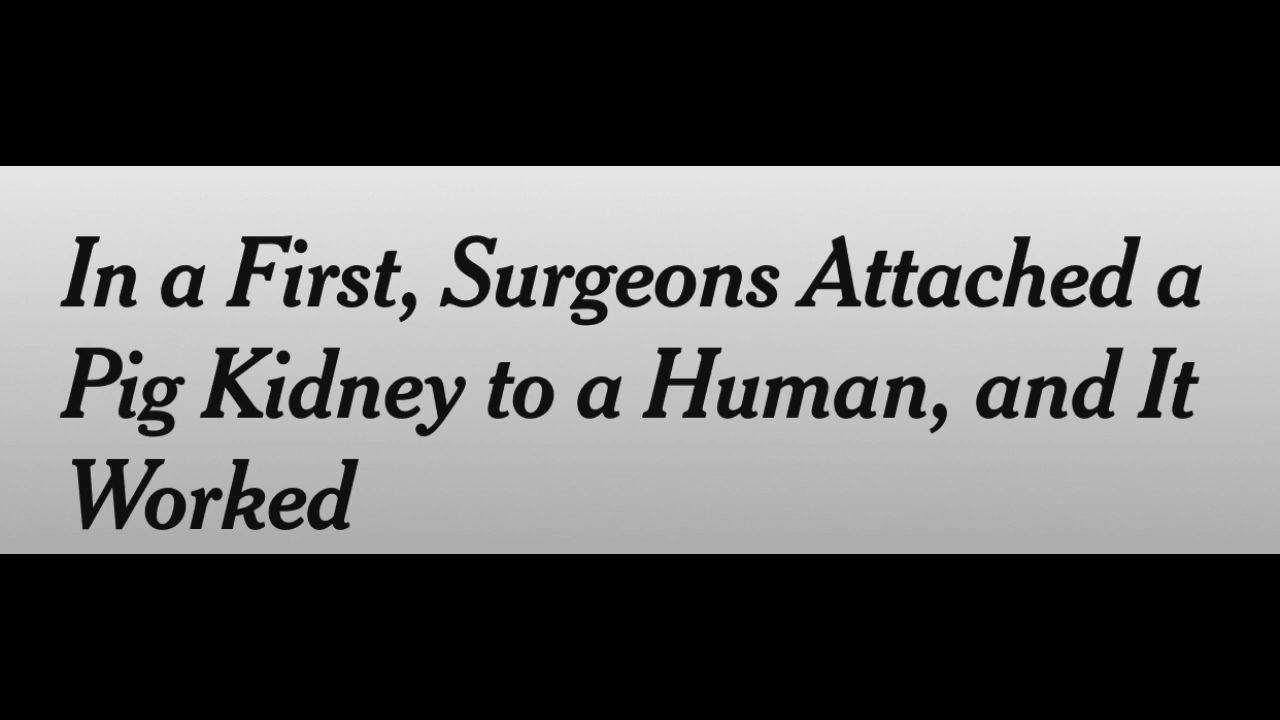 In a First, Surgeons Attached a
Pig Kidney to a Human, and It
Worked